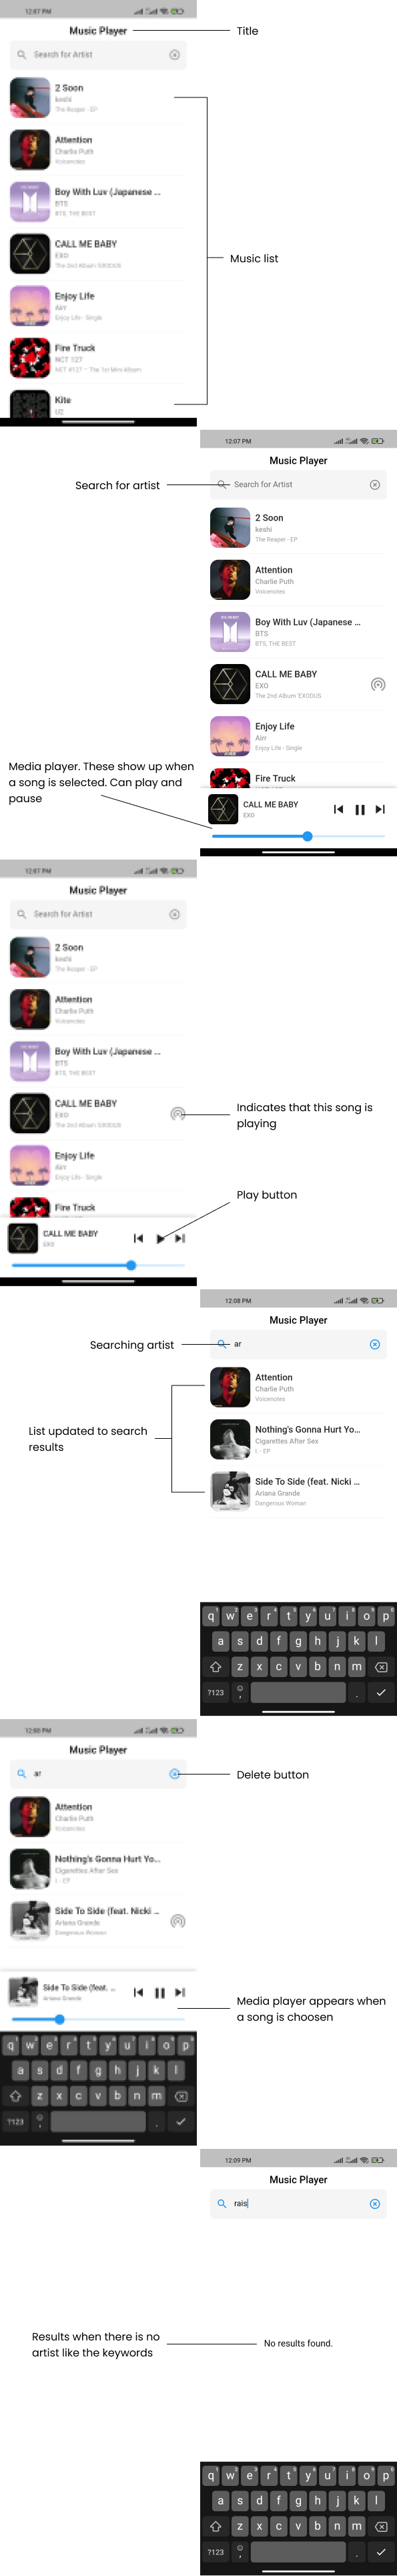 12:07 PM
Music Player
Title
Search for Artist
2 Soon
keshi
The Reaper - EP
Attention
Charlie Puth
Voicenotes
Boy With Luv (Japanese ...
BTS
BTS, THE BEST
CALL ME BABY
EXO
The 2nd Album 'EXODUS
Enjoy Life
Airr
Enjoy Life - Single
Music list
Fire Truck
NCT 127
NCT #127 – The 1st Mini Album
Kite
U2
12:07 PM
Music Player
Search for artist
Search for Artist
2 Soon
keshi
The Reaper - EP
Attention
Charlie Puth
Voicenotes
Boy With Luv (Japanese ...
BTS
BTS, THE BEST
CALL ME BABY
EXO
The 2nd Album 'EXODUS
Enjoy Life
Airr
Enjoy Life - Single
Fire Truck
Media player. These show up when
a song is selected. Can play and
pause
CALL ME BABY
EXO
12:07 PM
Music Player
Search for Artist
2 Soon
keshi
The Reaper - EP
Attention
Charlie Puth
Voicenotes
Boy With Luv (Japanese ...
BTS
BTS, THE BEST
CALL ME BABY
EXO
The 2nd Album 'EXODUS
Indicates that this song is
playing
Enjoy Life
Airr
Enjoy Life - Single
Fire Truck
Play button
CALL ME BABY
EXO
12:08 PM
Music Player
Searching artist
ar
Attention
Charlie Puth
Voicenotes
List updated to search
results
Nothing's Gonna Hurt Yo...
Cigarettes After Sex
I. - EP
Side To Side (feat. Nicki ...
Ariana Grande
Dangerous Woman
q w e r t y u i o p
a s d f g h j k l
z x c v b n m
?123 , .
12:08 PM
Music Player
ar
Delete button
Attention
Charlie Puth
Voicenotes
Nothing's Gonna Hurt Yo...
Cigarettes After Sex
I. - EP
Side To Side (feat. Nicki ...
Ariana Grande
Dangerous Woman
Side To Side (feat. ...
Ariana Grande
Media player appears when
a song is choosen
q w e r t y u i o p
a s d f g h j k l
z x c v b n m
?123 , .
12:09 PM
Music Player
rais
Results when there is no
artist like the keywords
No results found.
q w e r t y u i o p
a s d f g h j k l
z x c v b n m
?123 , .